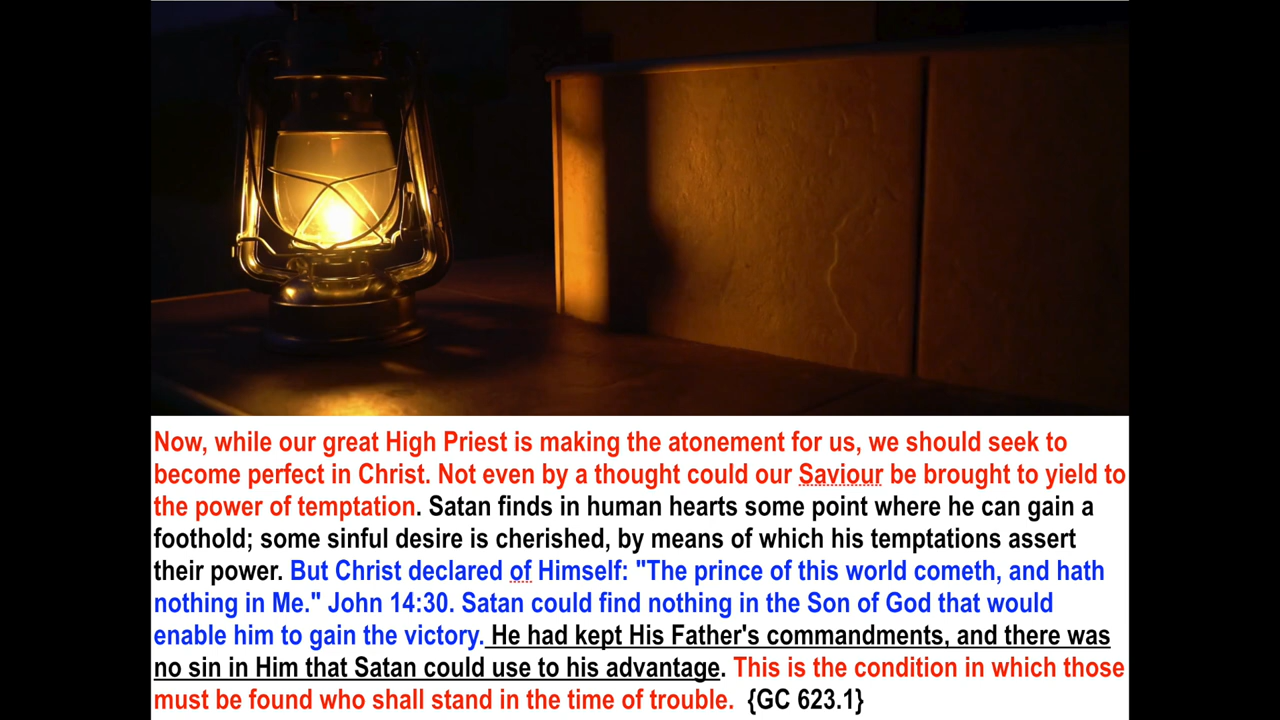 Now, while our great High Priest is making the atonement for us, we should seek to
become perfect in Christ. Not even by a thought could our Saviour be brought to yield to
the power of temptation. Satan finds in human hearts some point where he can gain a
foothold; some sinful desire is cherished, by means of which his temptations assert
their power. But Christ declared of Himself: "The prince of this world cometh, and hath
nothing in Me." John 14:30. Satan could find nothing in the Son of God that would
enable him to gain the victory. He had kept His Father's commandments, and there was
no sin in Him that Satan could use to his advantage. This is the condition in which those
must be found who shall stand in the time of trouble. {GC 623.1}